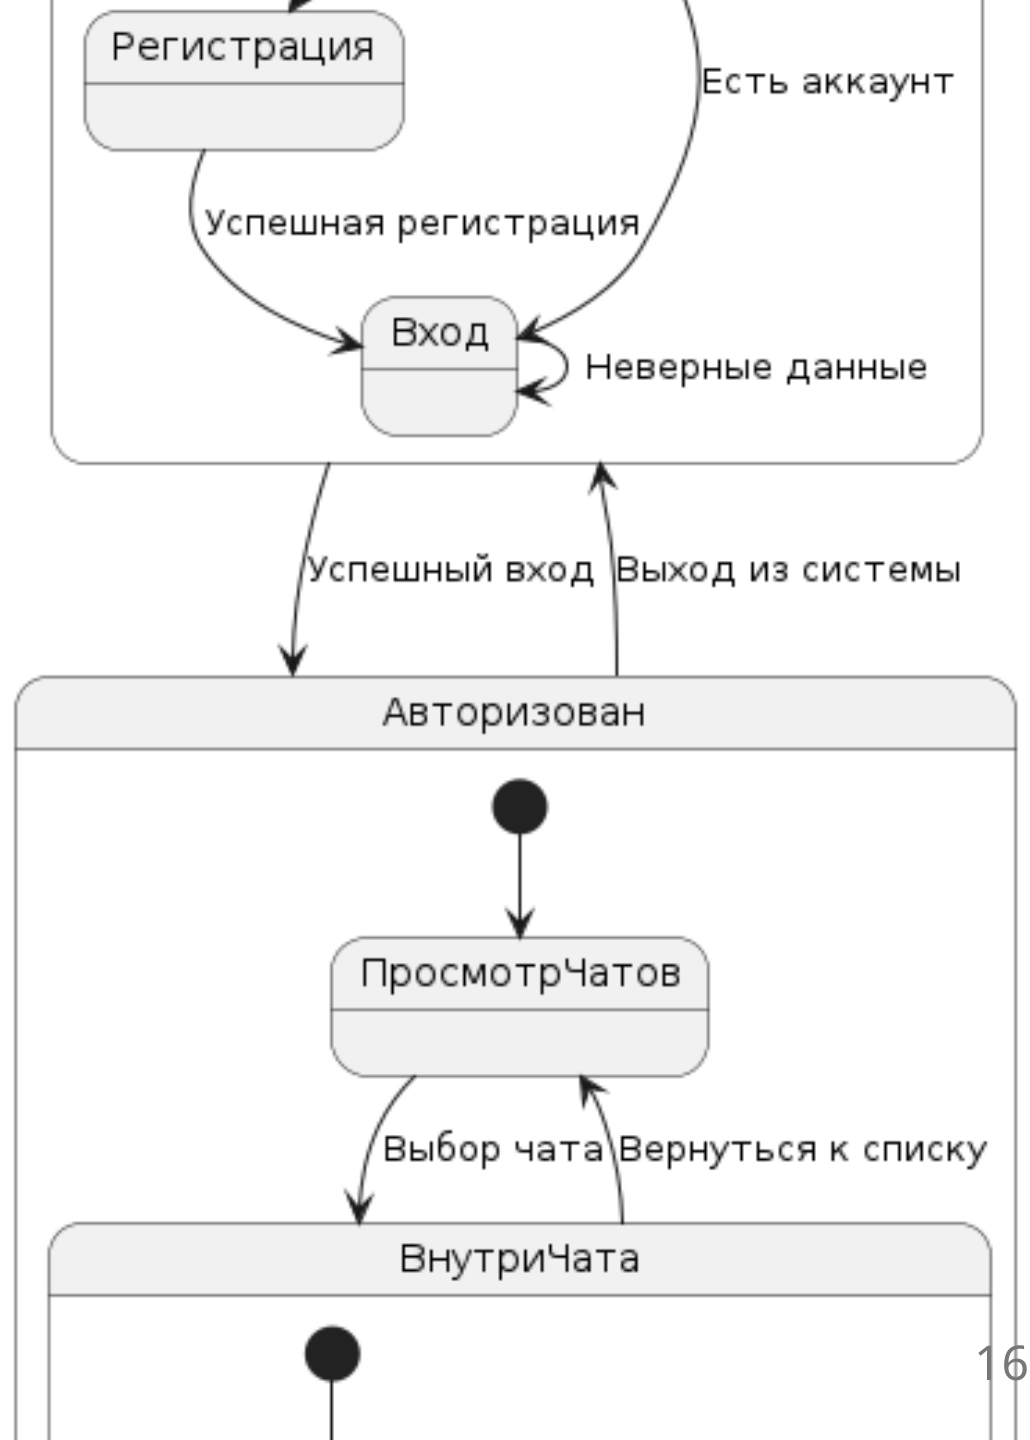 Регистрация
Есть аккаунт
Успешная регистрация
Вход
Неверные данные
Успешный вход
Выход из системы
Авторизован
ПросмотрЧатов
Выбор чата
Вернуться к списку
ВнутриЧата
16